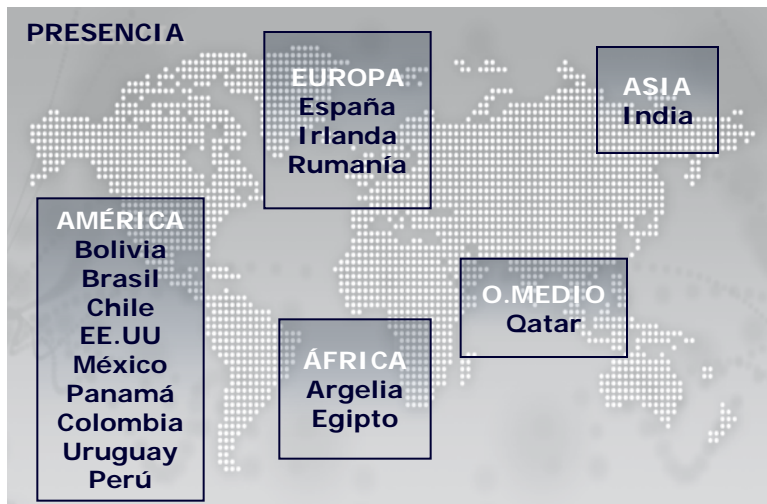 PRESENCIA
EUROPA
España
Irlanda
Rumanía
ASIA
India
AMÉRICA
Bolivia
Brasil
Chile
EE.UU
México
Panamá
Colombia
Uruguay
Perú
O.MEDIO
Qatar
ÁFRICA
Argelia
Egipto